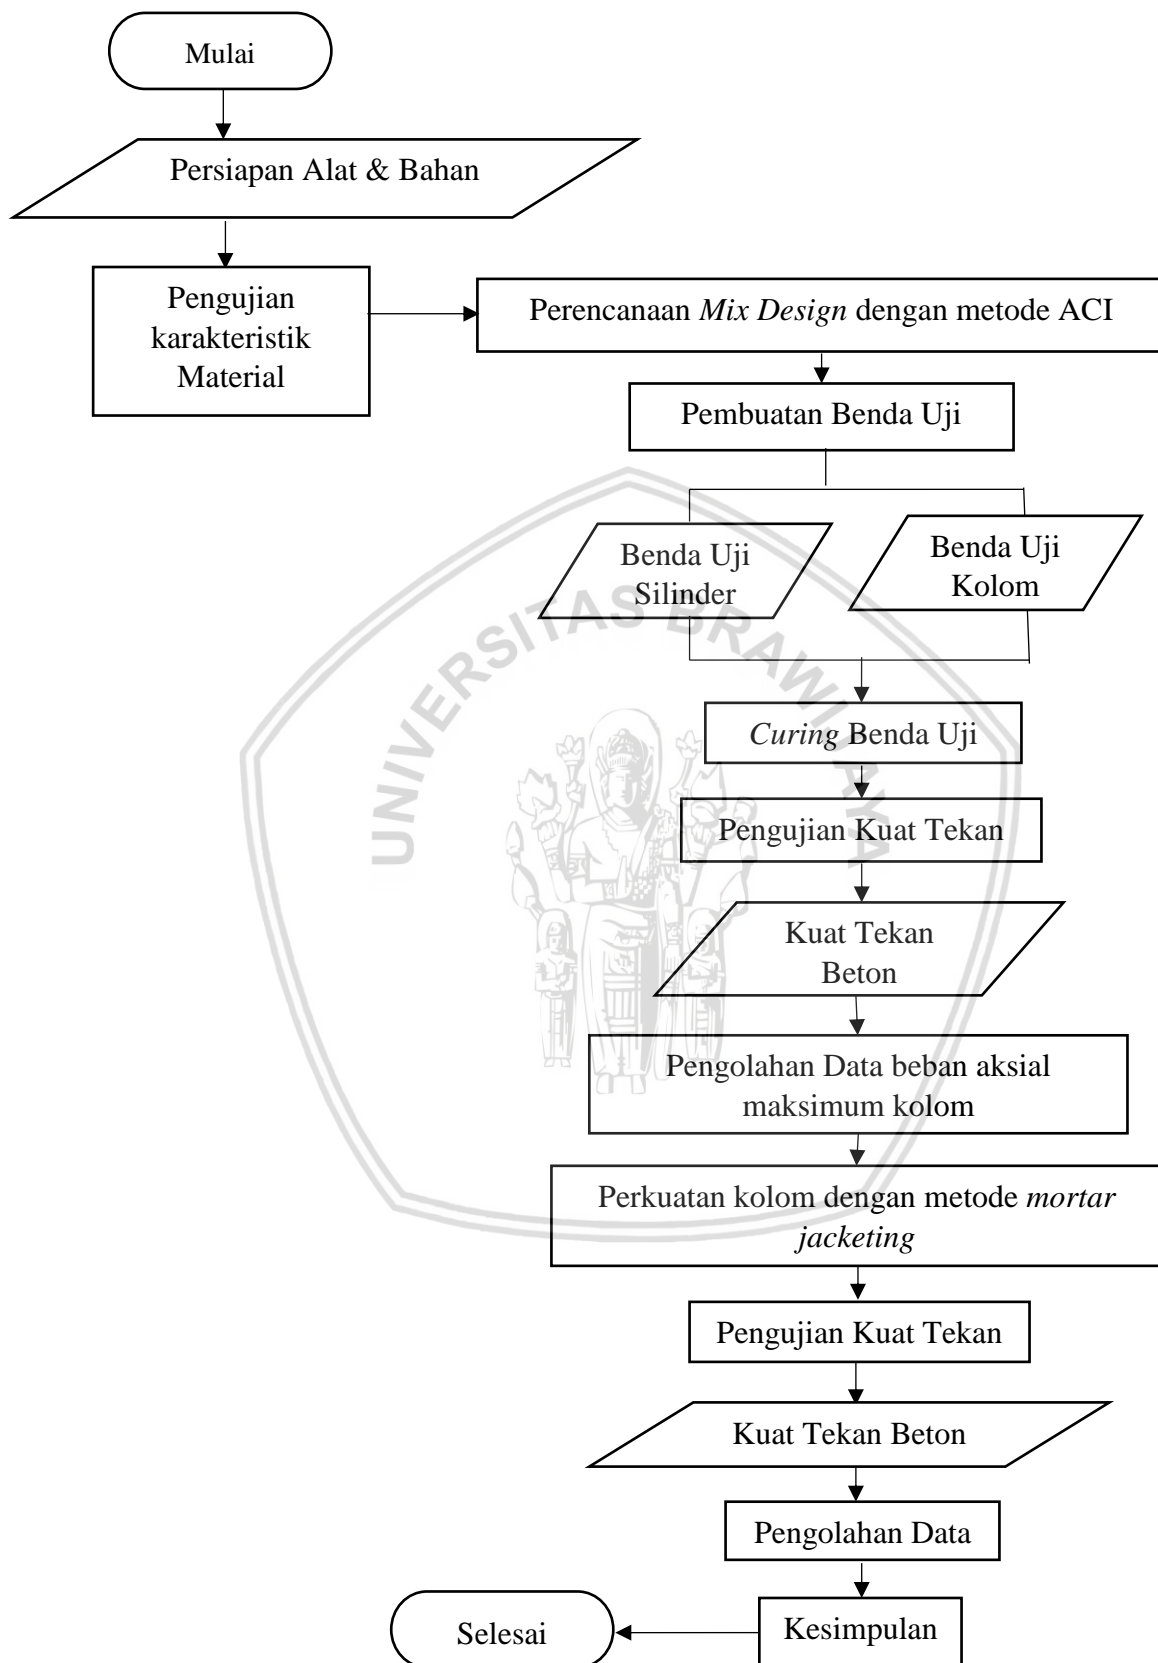 Mulai
Persiapan Alat & Bahan
Pengujian
karakteristik
Material
Perencanaan Mix Design dengan metode ACI
Pembuatan Benda Uji
Benda Uji
Silinder
Benda Uji
Kolom
UNIVERSITAS BRAWIJAYA
Curing Benda Uji
Pengujian Kuat Tekan
Kuat Tekan
Beton
Pengolahan Data beban aksial
maksimum kolom
Perkuatan kolom dengan metode mortar
jacketing
Pengujian Kuat Tekan
Kuat Tekan Beton
Pengolahan Data
Kesimpulan
Selesai